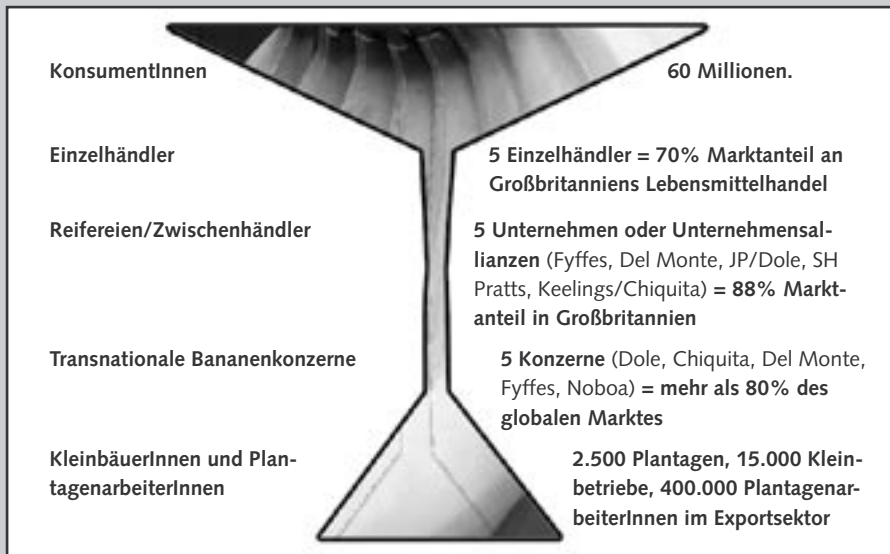 KonsumentInnen
60 Millionen.
Einzelhändler
5 Einzelhändler = 70% Marktanteil an
Großbritanniens Lebensmittelhandel
Reifereien/Zwischenhändler
5 Unternehmen oder Unternehmensal-
lianzen (Fyffes, Del Monte, JP/Dole, SH
Pratts, Keelings/Chiquita) = 88% Markt-
anteil in Großbritannien
Transnationale Bananenkonzerne
5 Konzerne (Dole, Chiquita, Del Monte,
Fyffes, Noboa) = mehr als 80% des
globalen Marktes
KleinbäuerInnen und Plan-
tagenarbeiterInnen
2.500 Plantagen, 15.000 Klein-
betriebe, 400.000 Plantagenar-
beiterInnen im Exportsektor